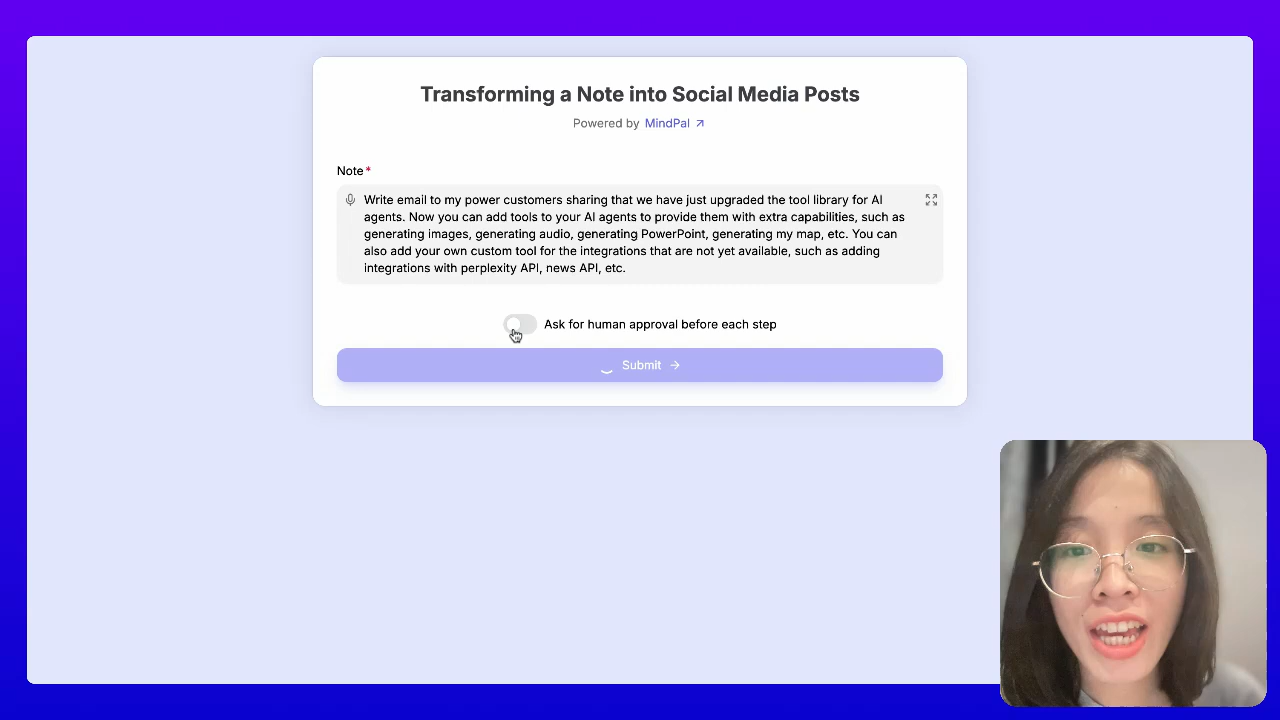 Transforming a Note into Social Media Posts
Powered by MindPal
Note*
Write email to my power customers sharing that we have just upgraded the tool library for AI
agents. Now you can add tools to your AI agents to provide them with extra capabilities, such as
generating images, generating audio, generating PowerPoint, generating my map, etc. You can
also add your own custom tool for the integrations that are not yet available, such as adding
integrations with perplexity API, news API, etc.
Ask for human approval before each step
Submit